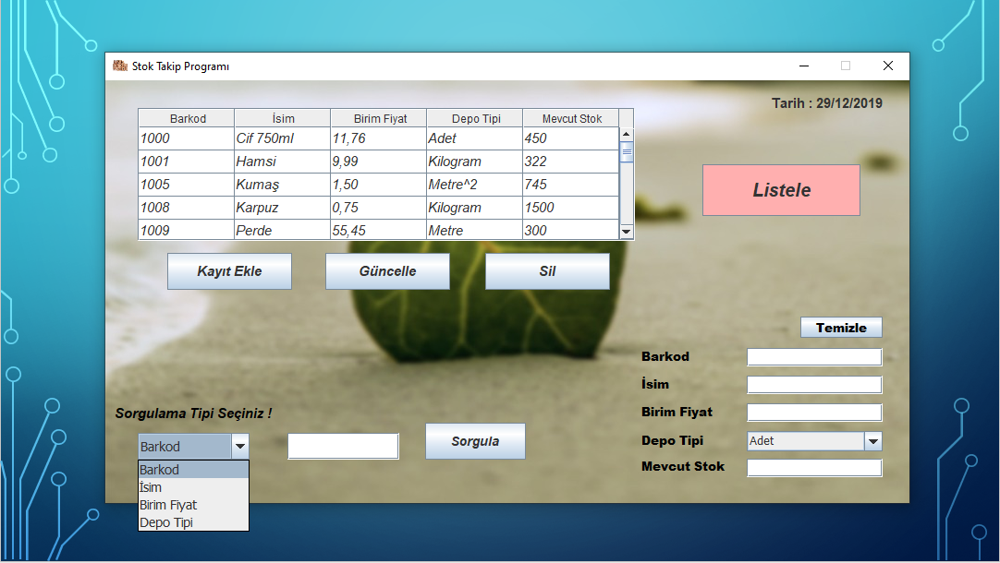 Stok Takip Programı
Tarih : 29/12/2019
Barkod İsim Birim Fiyat Depo Tipi Mevcut Stok
1000 Cif 750ml 11,76 Adet 450
1001 Hamsi 9,99 Kilogram 322
1005 Kumaş 1,50 Metre^2 745
1008 Karpuz 0,75 Kilogram 1500
1009 Perde 55,45 Metre 300
Listele
Kayıt Ekle Güncelle Sil
Temizle
Barkod
İsim
Birim Fiyat
Depo Tipi Adet
Mevcut Stok
Sorgulama Tipi Seçiniz !
Barkod
Sorgula
Barkod
İsim
Birim Fiyat
Depo Tipi